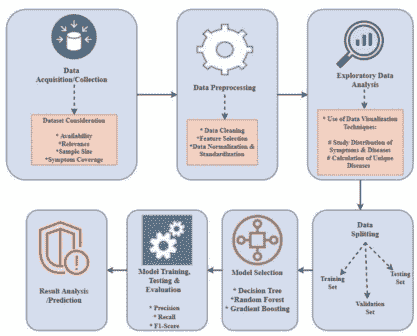 Data
Acquisition/Collection
Dataset Consideration
* Availability
* Relevance
* Sample Size
*Symptom Coverage
Data Preprocessing
* Data Cleaning
* Feature Selection
*Data Normalization &
Standardization
Exploratory Data
Analysis
* Use of Data Visualization
Techniques:
# Study Distribution of
Symptoms & Diseases
# Calculation of Unique
Diseases
Data
Splitting
Training
Set
Validation
Set
Testing
Set
Model Selection
* Decision Tree
*Random Forest
* Gradient Boosting
Model Training,
Testing &
Evaluation
* Precision
* Recall
* F1-Score
Result Analysis
/Prediction